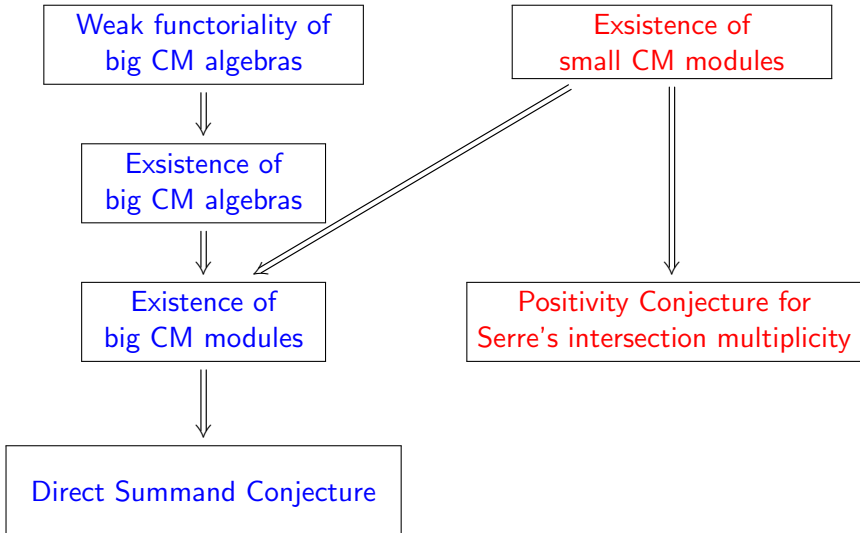 Weak functoriality of
big CM algebras
Exsistence of
small CM modules
Exsistence of
big CM algebras
Existence of
big CM modules
Positivity Conjecture for
Serre's intersection multiplicity
Direct Summand Conjecture